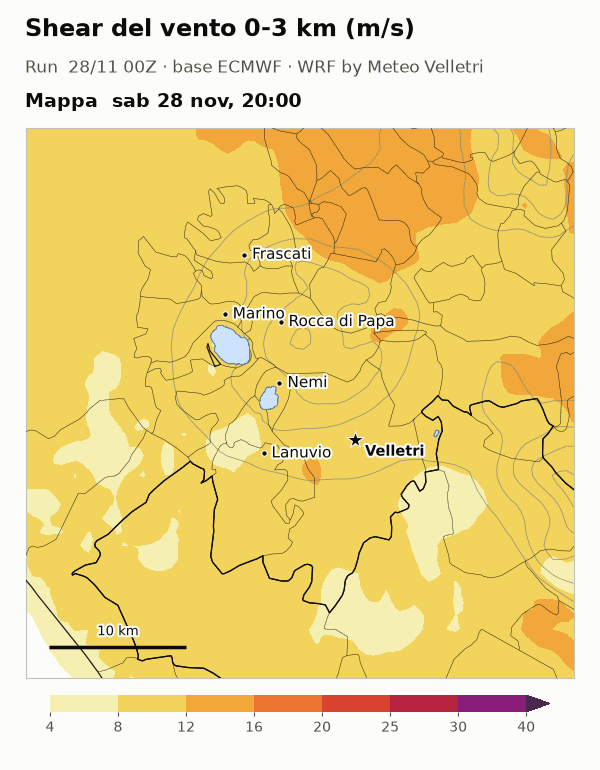 Shear del vento 0-3 km (m/s)
Run  28/11 00Z · base ECMWF · WRF by Meteo Velletri
Mappa  sab 28 nov, 20:00
Frascati
Marino
Rocca di Papa
Nemi
Velletri
Lanuvio
10 km
4 8 12 16 20 25 30 40